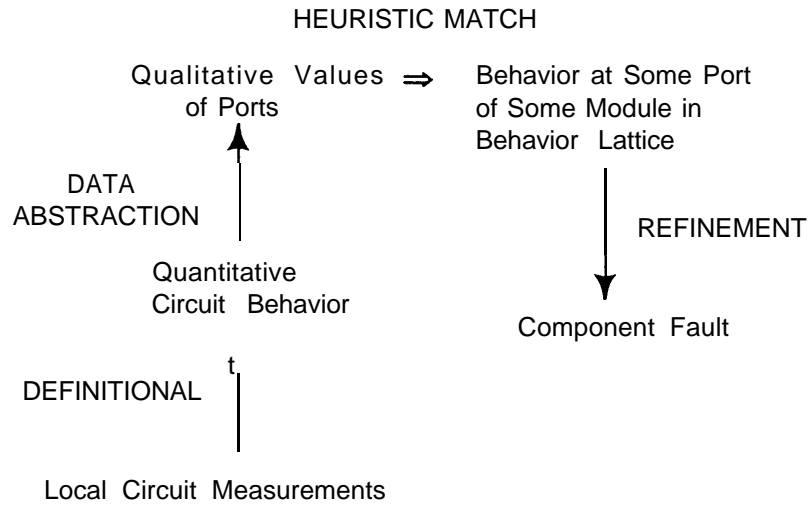 HEURISTIC MATCH
Qualitative Values ⇒
of Ports
Behavior at Some Port
of Some Module in
Behavior Lattice
DATA
ABSTRACTION
REFINEMENT
Quantitative
Circuit Behavior
Component Fault
t
DEFINITIONAL
Local Circuit Measurements